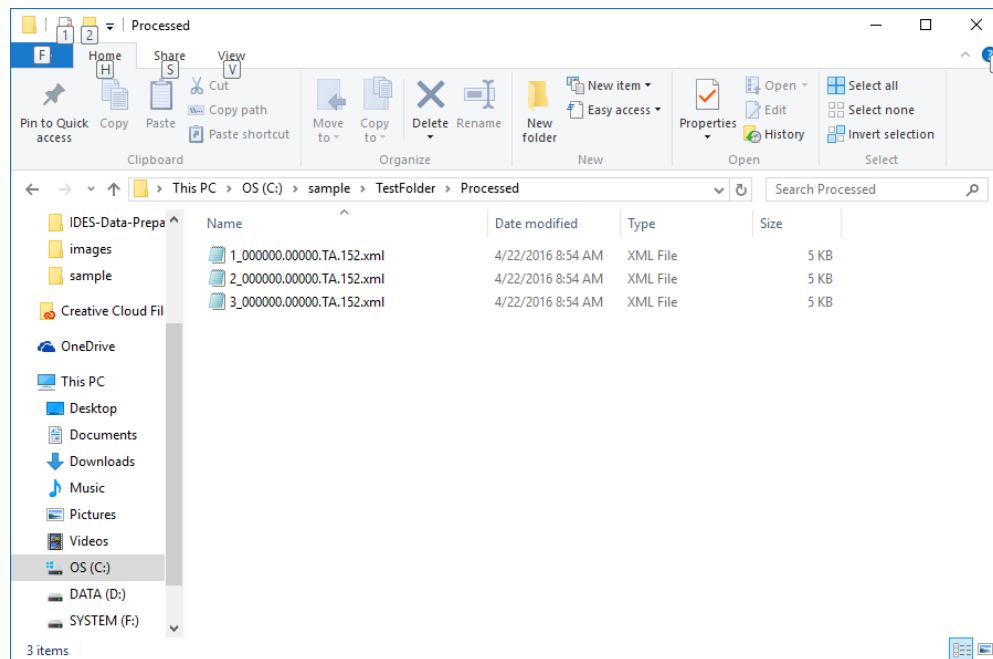 Processed
1 2
F Home Share View
H S V
Pin to Quick access
Copy
Paste
Cut
Copy path
Paste shortcut
Clipboard
Move to
Copy to
Delete
Rename
Organize
New folder
New item
Easy access
New
Properties
Open
Edit
History
Open
Select all
Select none
Invert selection
Select
This PC > OS (C:) > sample > TestFolder > Processed
Search Processed
Name Date modified Type Size
1_000000.00000.TA.152.xml 4/22/2016 8:54 AM XML File 5 KB
2_000000.00000.TA.152.xml 4/22/2016 8:54 AM XML File 5 KB
3_000000.00000.TA.152.xml 4/22/2016 8:54 AM XML File 5 KB
IDES-Data-Prepa
images
sample
Creative Cloud Fil
OneDrive
This PC
Desktop
Documents
Downloads
Music
Pictures
Videos
OS (C:)
DATA (D:)
SYSTEM (F:)
3 items